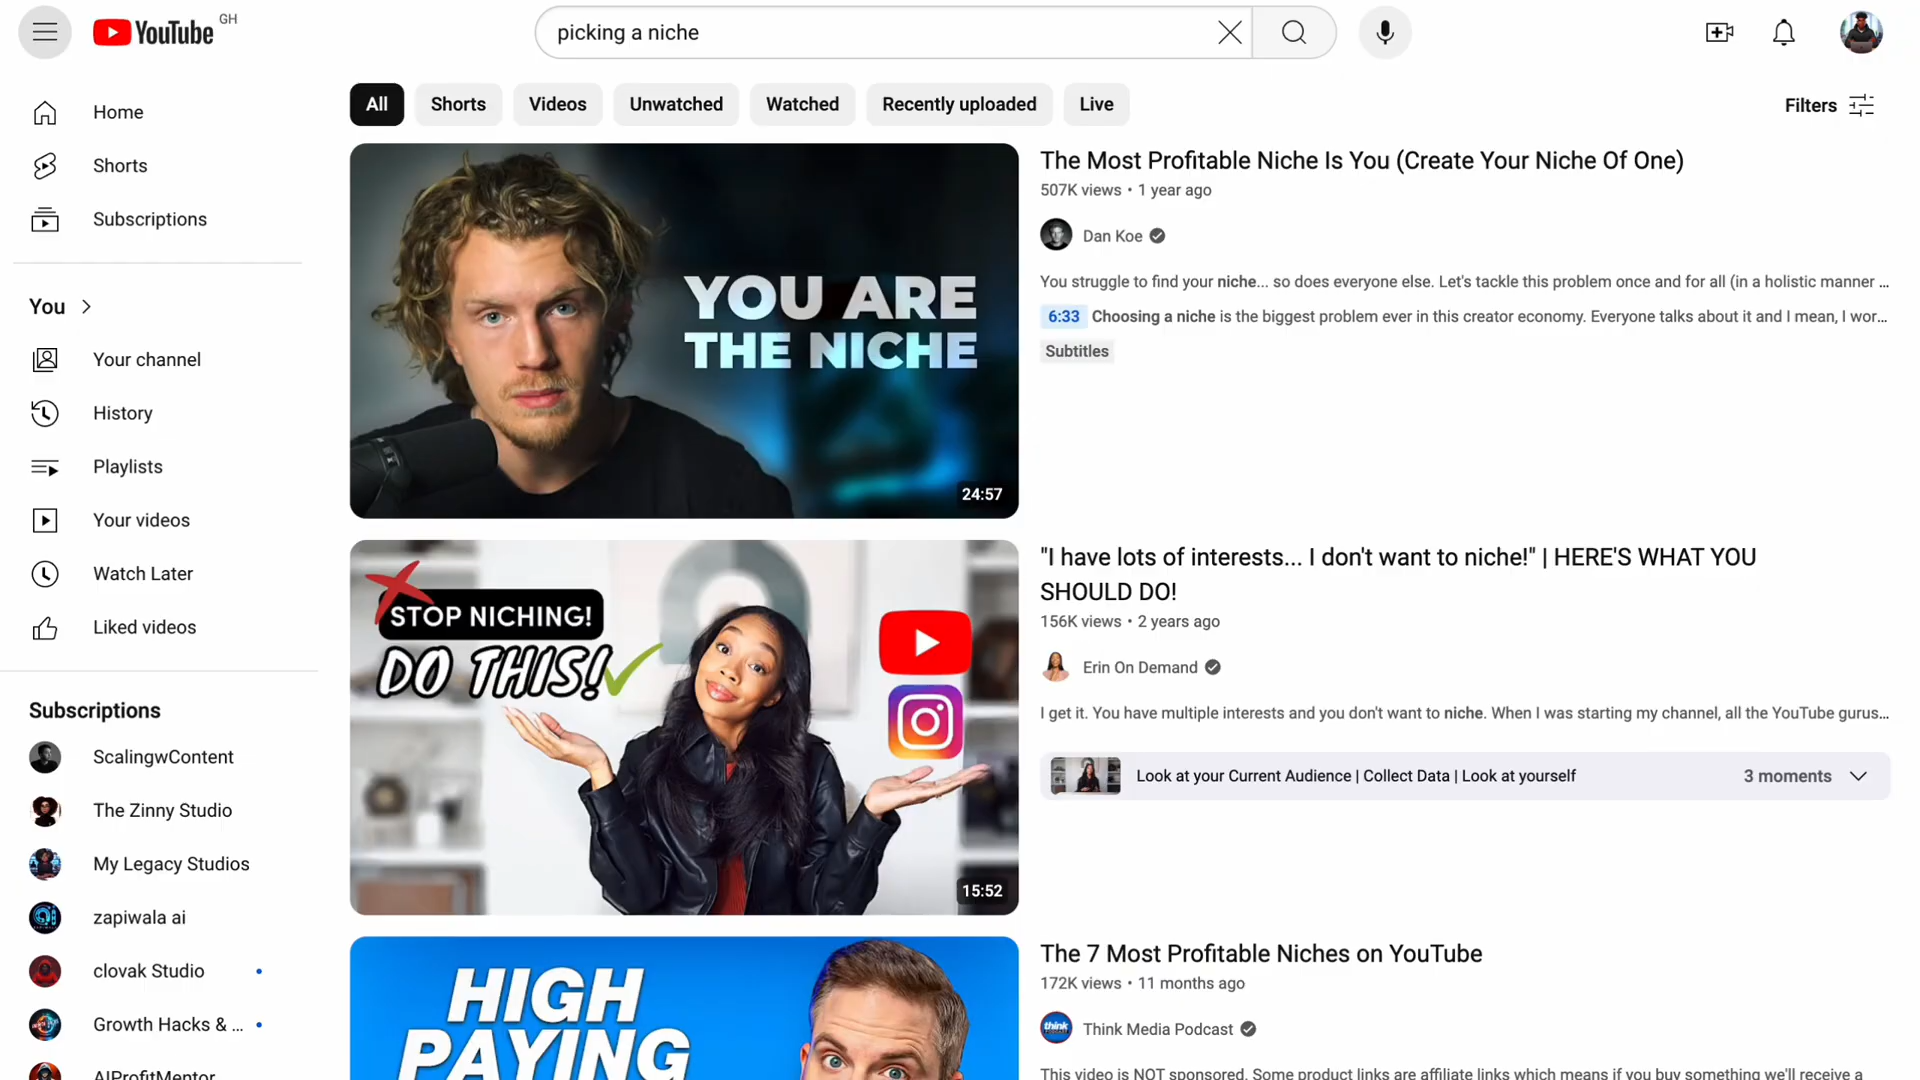 YouTube GH
picking a niche
Home
Shorts
Subscriptions
You
Your channel
History
Playlists
Your videos
Watch Later
Liked videos
Subscriptions
ScalingwContent
The Zinny Studio
My Legacy Studios
zapiwala ai
clovak Studio
Growth Hacks & ...
AIProfitMentor
All Shorts Videos Unwatched Watched Recently uploaded Live
Filters
YOU ARE
THE NICHE
24:57
The Most Profitable Niche Is You (Create Your Niche Of One)
507K views • 1 year ago
Dan Koe
You struggle to find your niche... so does everyone else. Let's tackle this problem once and for all (in a holistic manner ...
6:33 Choosing a niche is the biggest problem ever in this creator economy. Everyone talks about it and I mean, I wor...
Subtitles
STOP NICHING!
DO THIS!
15:52
"I have lots of interests... I don't want to niche!" | HERE'S WHAT YOU
SHOULD DO!
156K views • 2 years ago
Erin On Demand
I get it. You have multiple interests and you don't want to niche. When I was starting my channel, all the YouTube gurus...
Look at your Current Audience | Collect Data | Look at yourself 3 moments
HIGH
PAYING
The 7 Most Profitable Niches on YouTube
172K views • 11 months ago
think
Think Media Podcast
This video is NOT sponsored. Some product links are affiliate links which means if you buy something we'll receive a